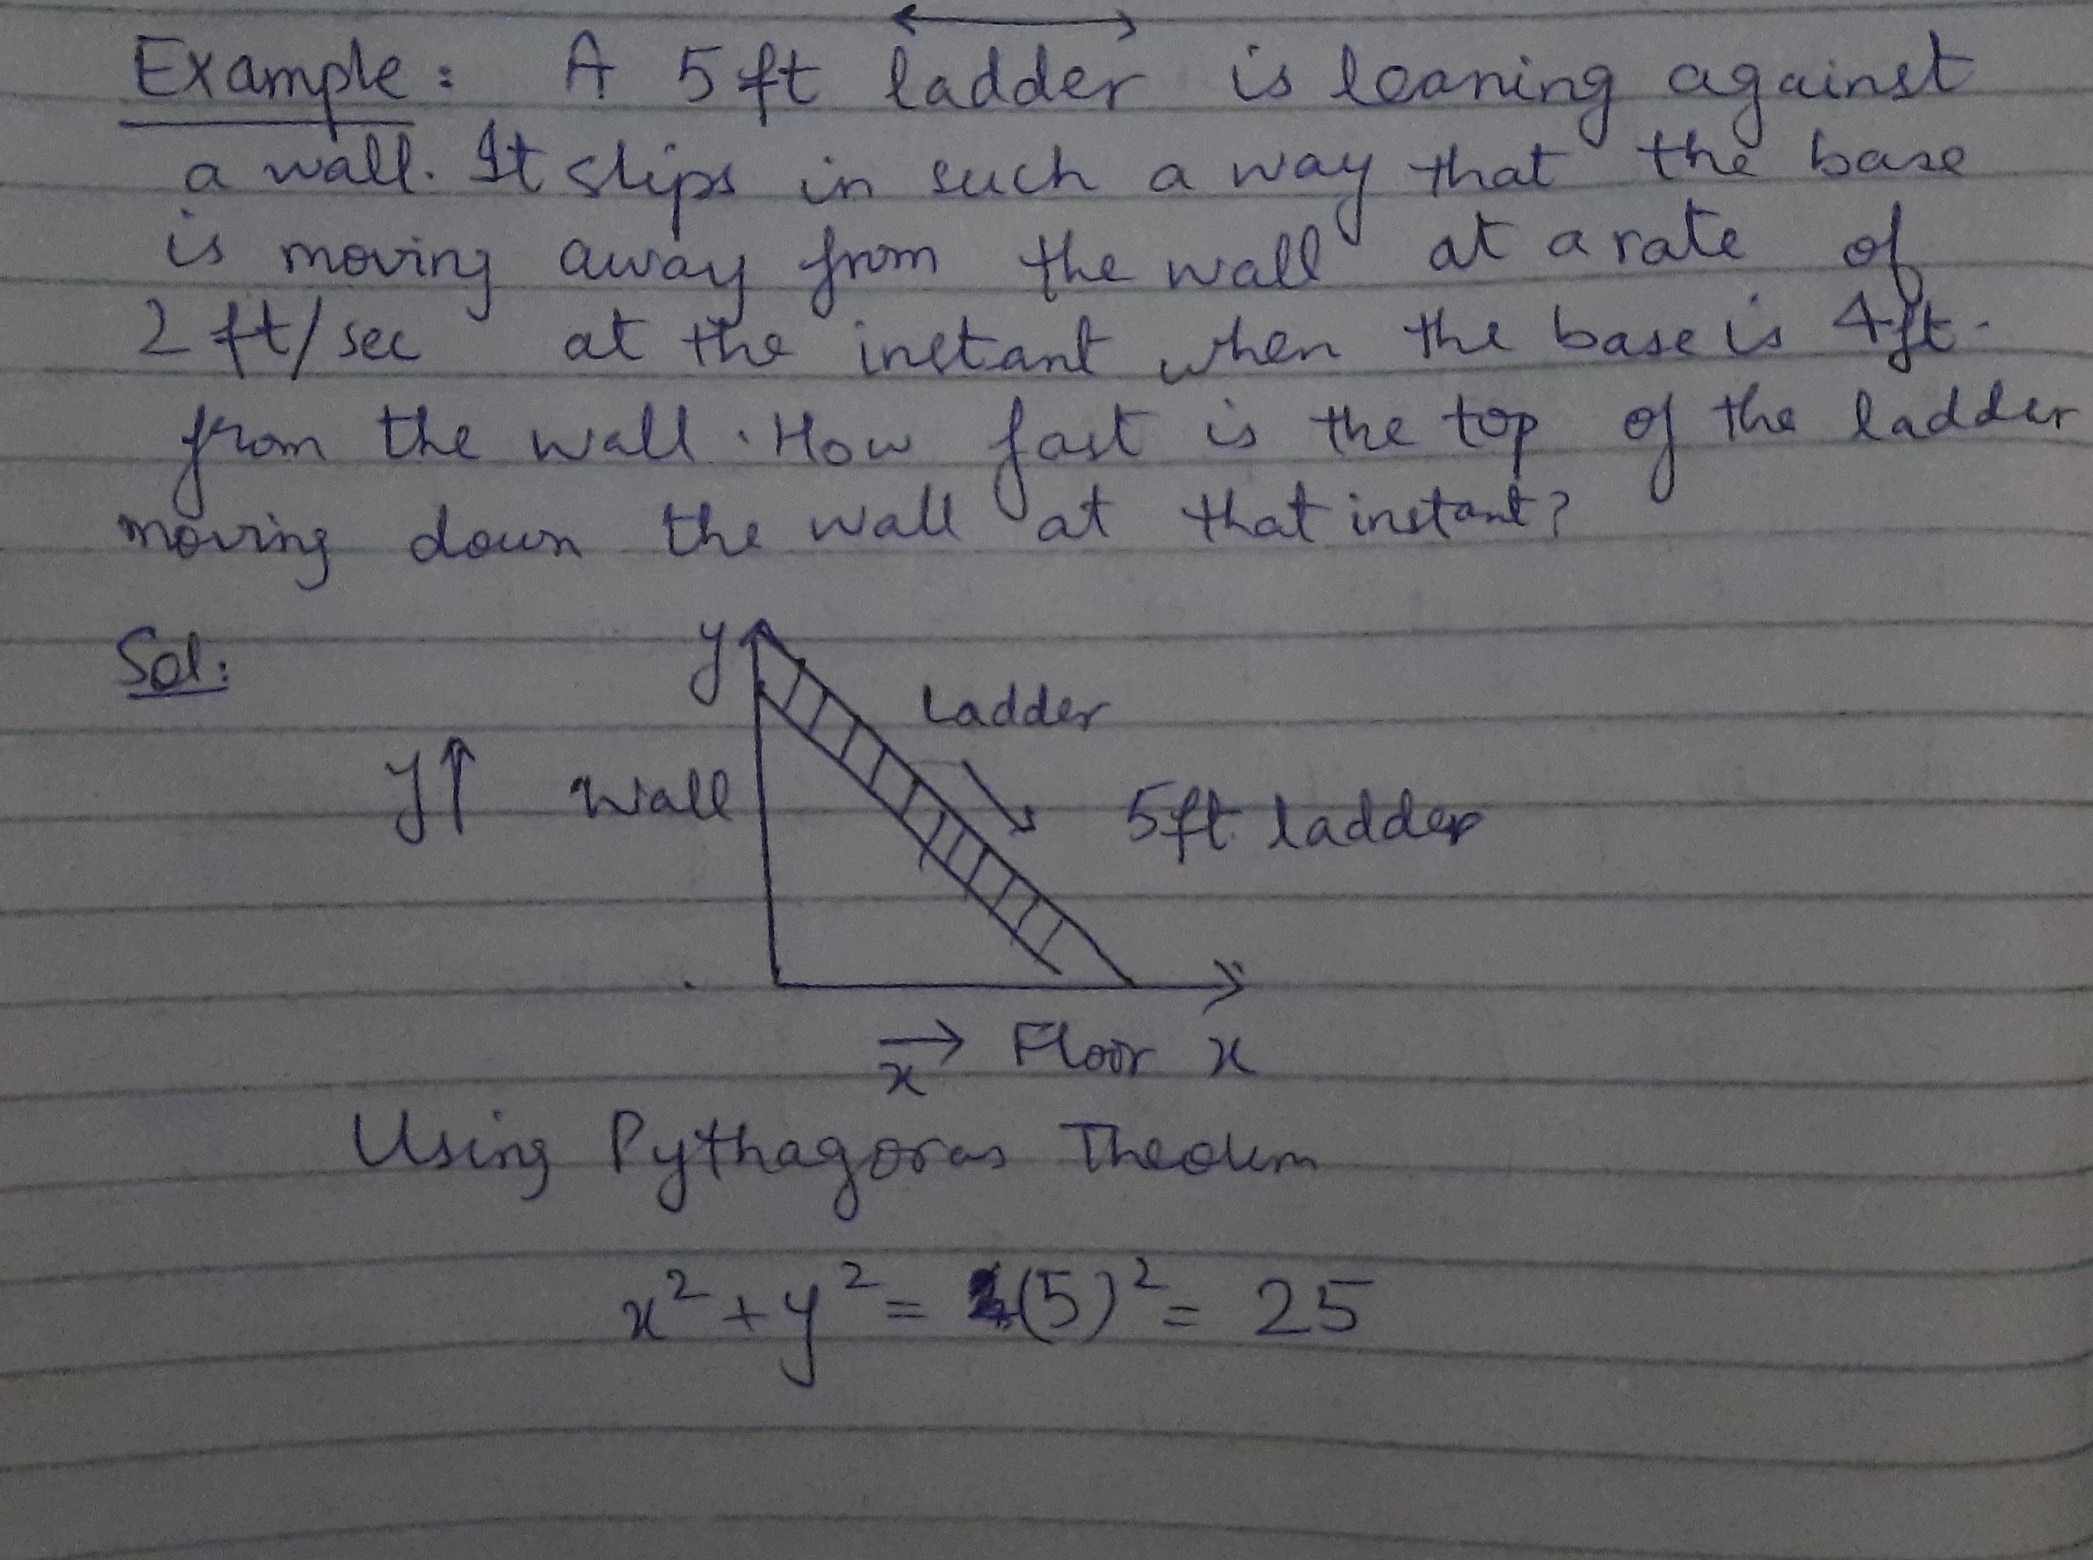 Example: A 5 ft ladder is leaning against
a wall. It slips in such a way that the base
is moving away from the wall at a rate of
2 ft/sec at the instant when the base is 4ft.
from the wall. How fast is the top of the ladder
moving down the wall at that instant?
Sol:
y
Ladder
y↑ Wall
5ft ladder
→ Floor x
x
Using Pythagoras Theorem
x² + y² = (5)² = 25